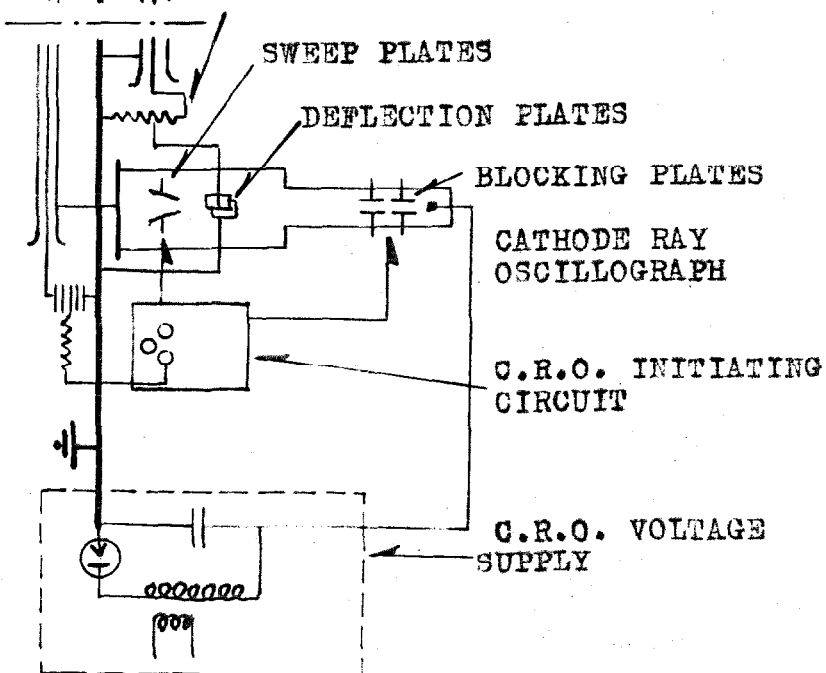 SWEEP PLATES
DEFLECTION PLATES
BLOCKING PLATES
CATHODE RAY
OSCILLOGRAPH
C.R.O. INITIATING
CIRCUIT
C.R.O. VOLTAGE
SUPPLY